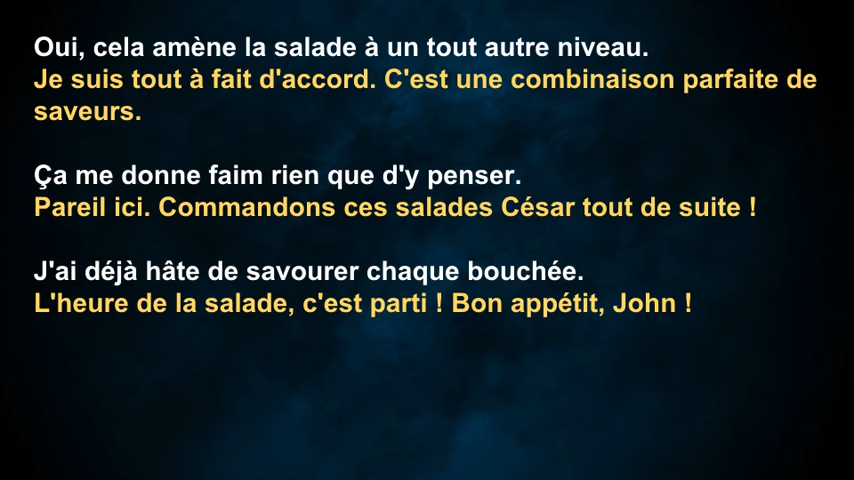 Oui, cela amène la salade à un tout autre niveau.
Je suis tout à fait d'accord. C'est une combinaison parfaite de
saveurs.
Ça me donne faim rien que d'y penser.
Pareil ici. Commandons ces salades César tout de suite !
J'ai déjà hâte de savourer chaque bouchée.
L'heure de la salade, c'est parti ! Bon appétit, John !